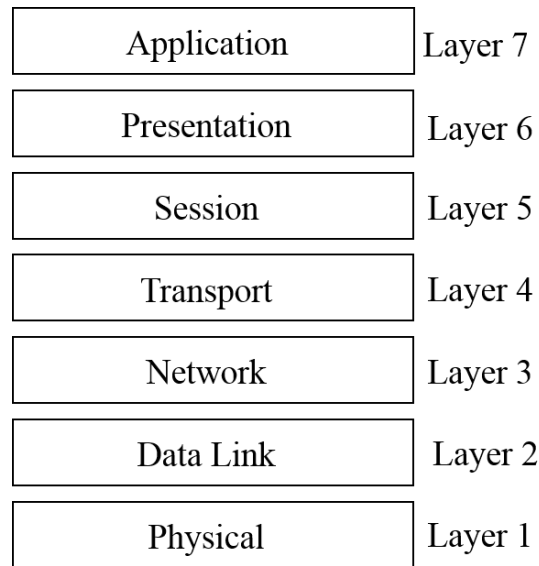 Application Layer 7
Presentation Layer 6
Session Layer 5
Transport Layer 4
Network Layer 3
Data Link Layer 2
Physical Layer 1